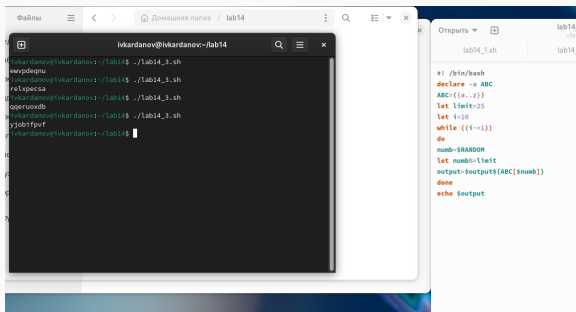 Файлы
Домашняя папка / lab14
ivkardanov@ivkardanov:~/lab14
ivkardanov@ivkardanov:~/lab14$ ./lab14_3.sh
ewvpdeqnu
ivkardanov@ivkardanov:~/lab14$ ./lab14_3.sh
relxpecsa
ivkardanov@ivkardanov:~/lab14$ ./lab14_3.sh
qqeruoxdb
ivkardanov@ivkardanov:~/lab14$ ./lab14_3.sh
yjobifpvf
ivkardanov@ivkardanov:~/lab14$
Открыть
lab14_
lab14_1.sh
lab14_
#! /bin/bash
declare -a ABC
ABC=({a..z})
let limit=25
let i=10
while ((i-=1))
do
numb=$RANDOM
let numb%=limit
output=$output${ABC[$numb]}
done
echo $output